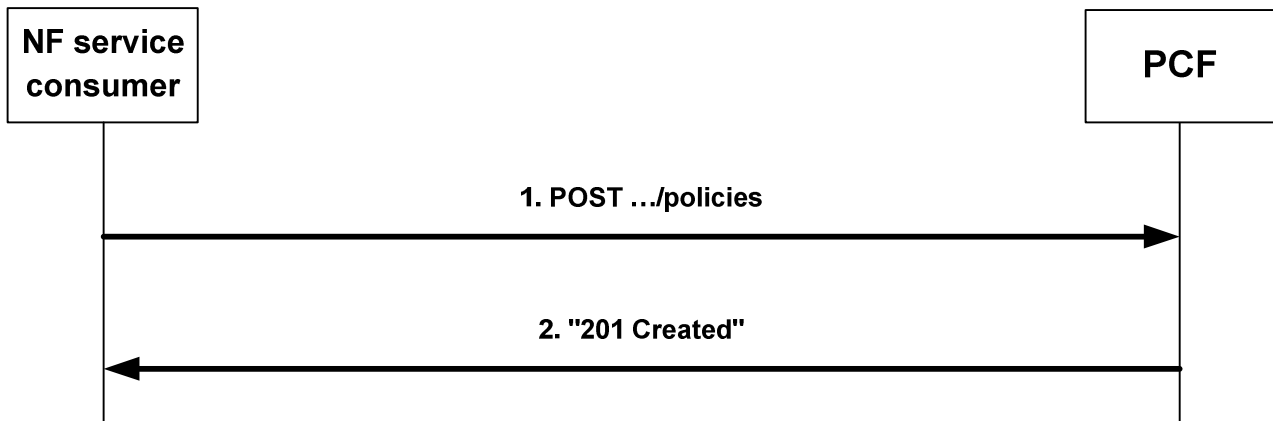 NF service
consumer
PCF
1. POST …/policies
2. "201 Created"